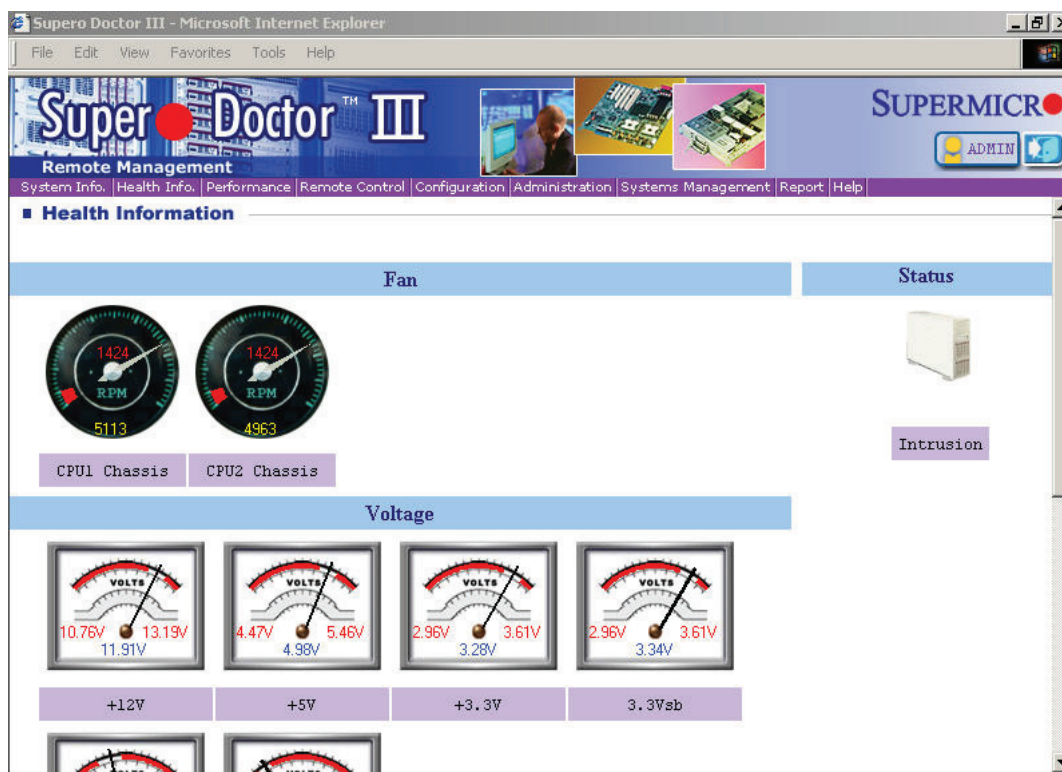 Supero Doctor III - Microsoft Internet Explorer
File Edit View Favorites Tools Help
Super Doctor™ III
SUPERMICR
ADMIN
Remote Management
System Info. Health Info. Performance Remote Control Configuration Administration Systems Management Report Help
Health Information
Fan
Status
1424
RPM
5113
1424
RPM
4963
CPU1 Chassis
CPU2 Chassis
Intrusion
Voltage
VOLTS
10.76V 13.19V
11.91V
VOLTS
4.47V 5.46V
4.98V
VOLTS
2.96V 3.61V
3.28V
VOLTS
2.96V 3.61V
3.34V
+12V
+5V
+3.3V
3.3Vsb
VOLTS
VOLTS